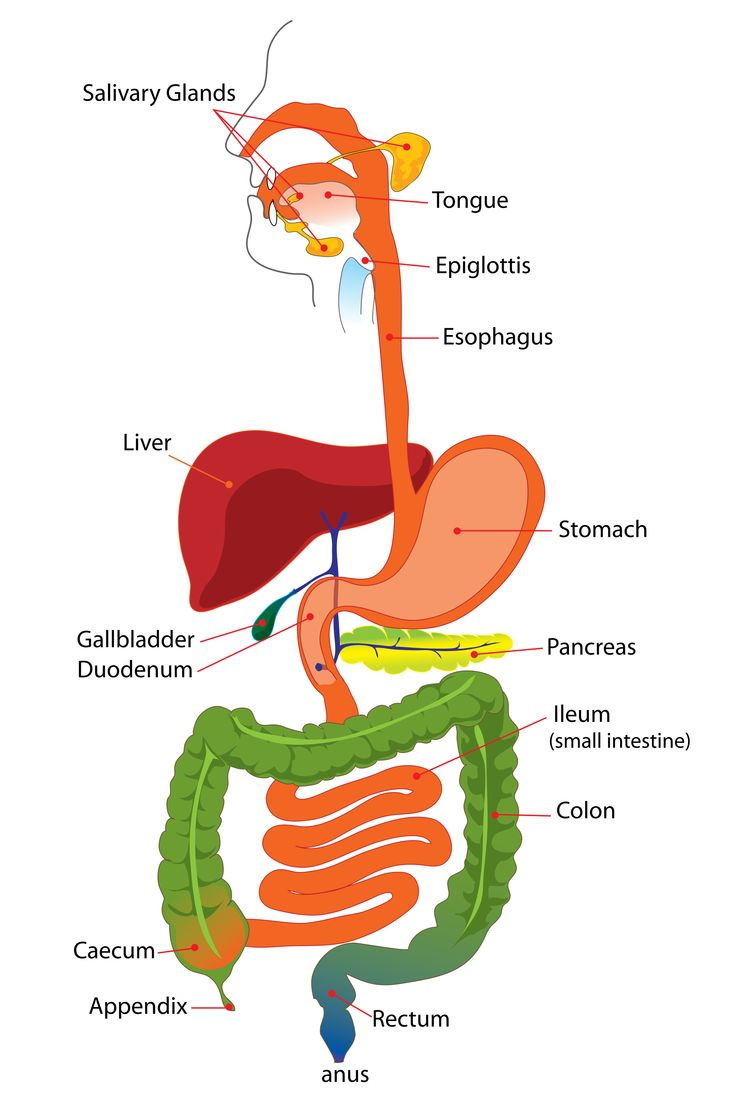 Salivary Glands
Tongue
Epiglottis
Esophagus
Liver
Stomach
Gallbladder
Duodenum
Pancreas
Ileum
(small intestine)
Colon
Caecum
Appendix
Rectum
anus